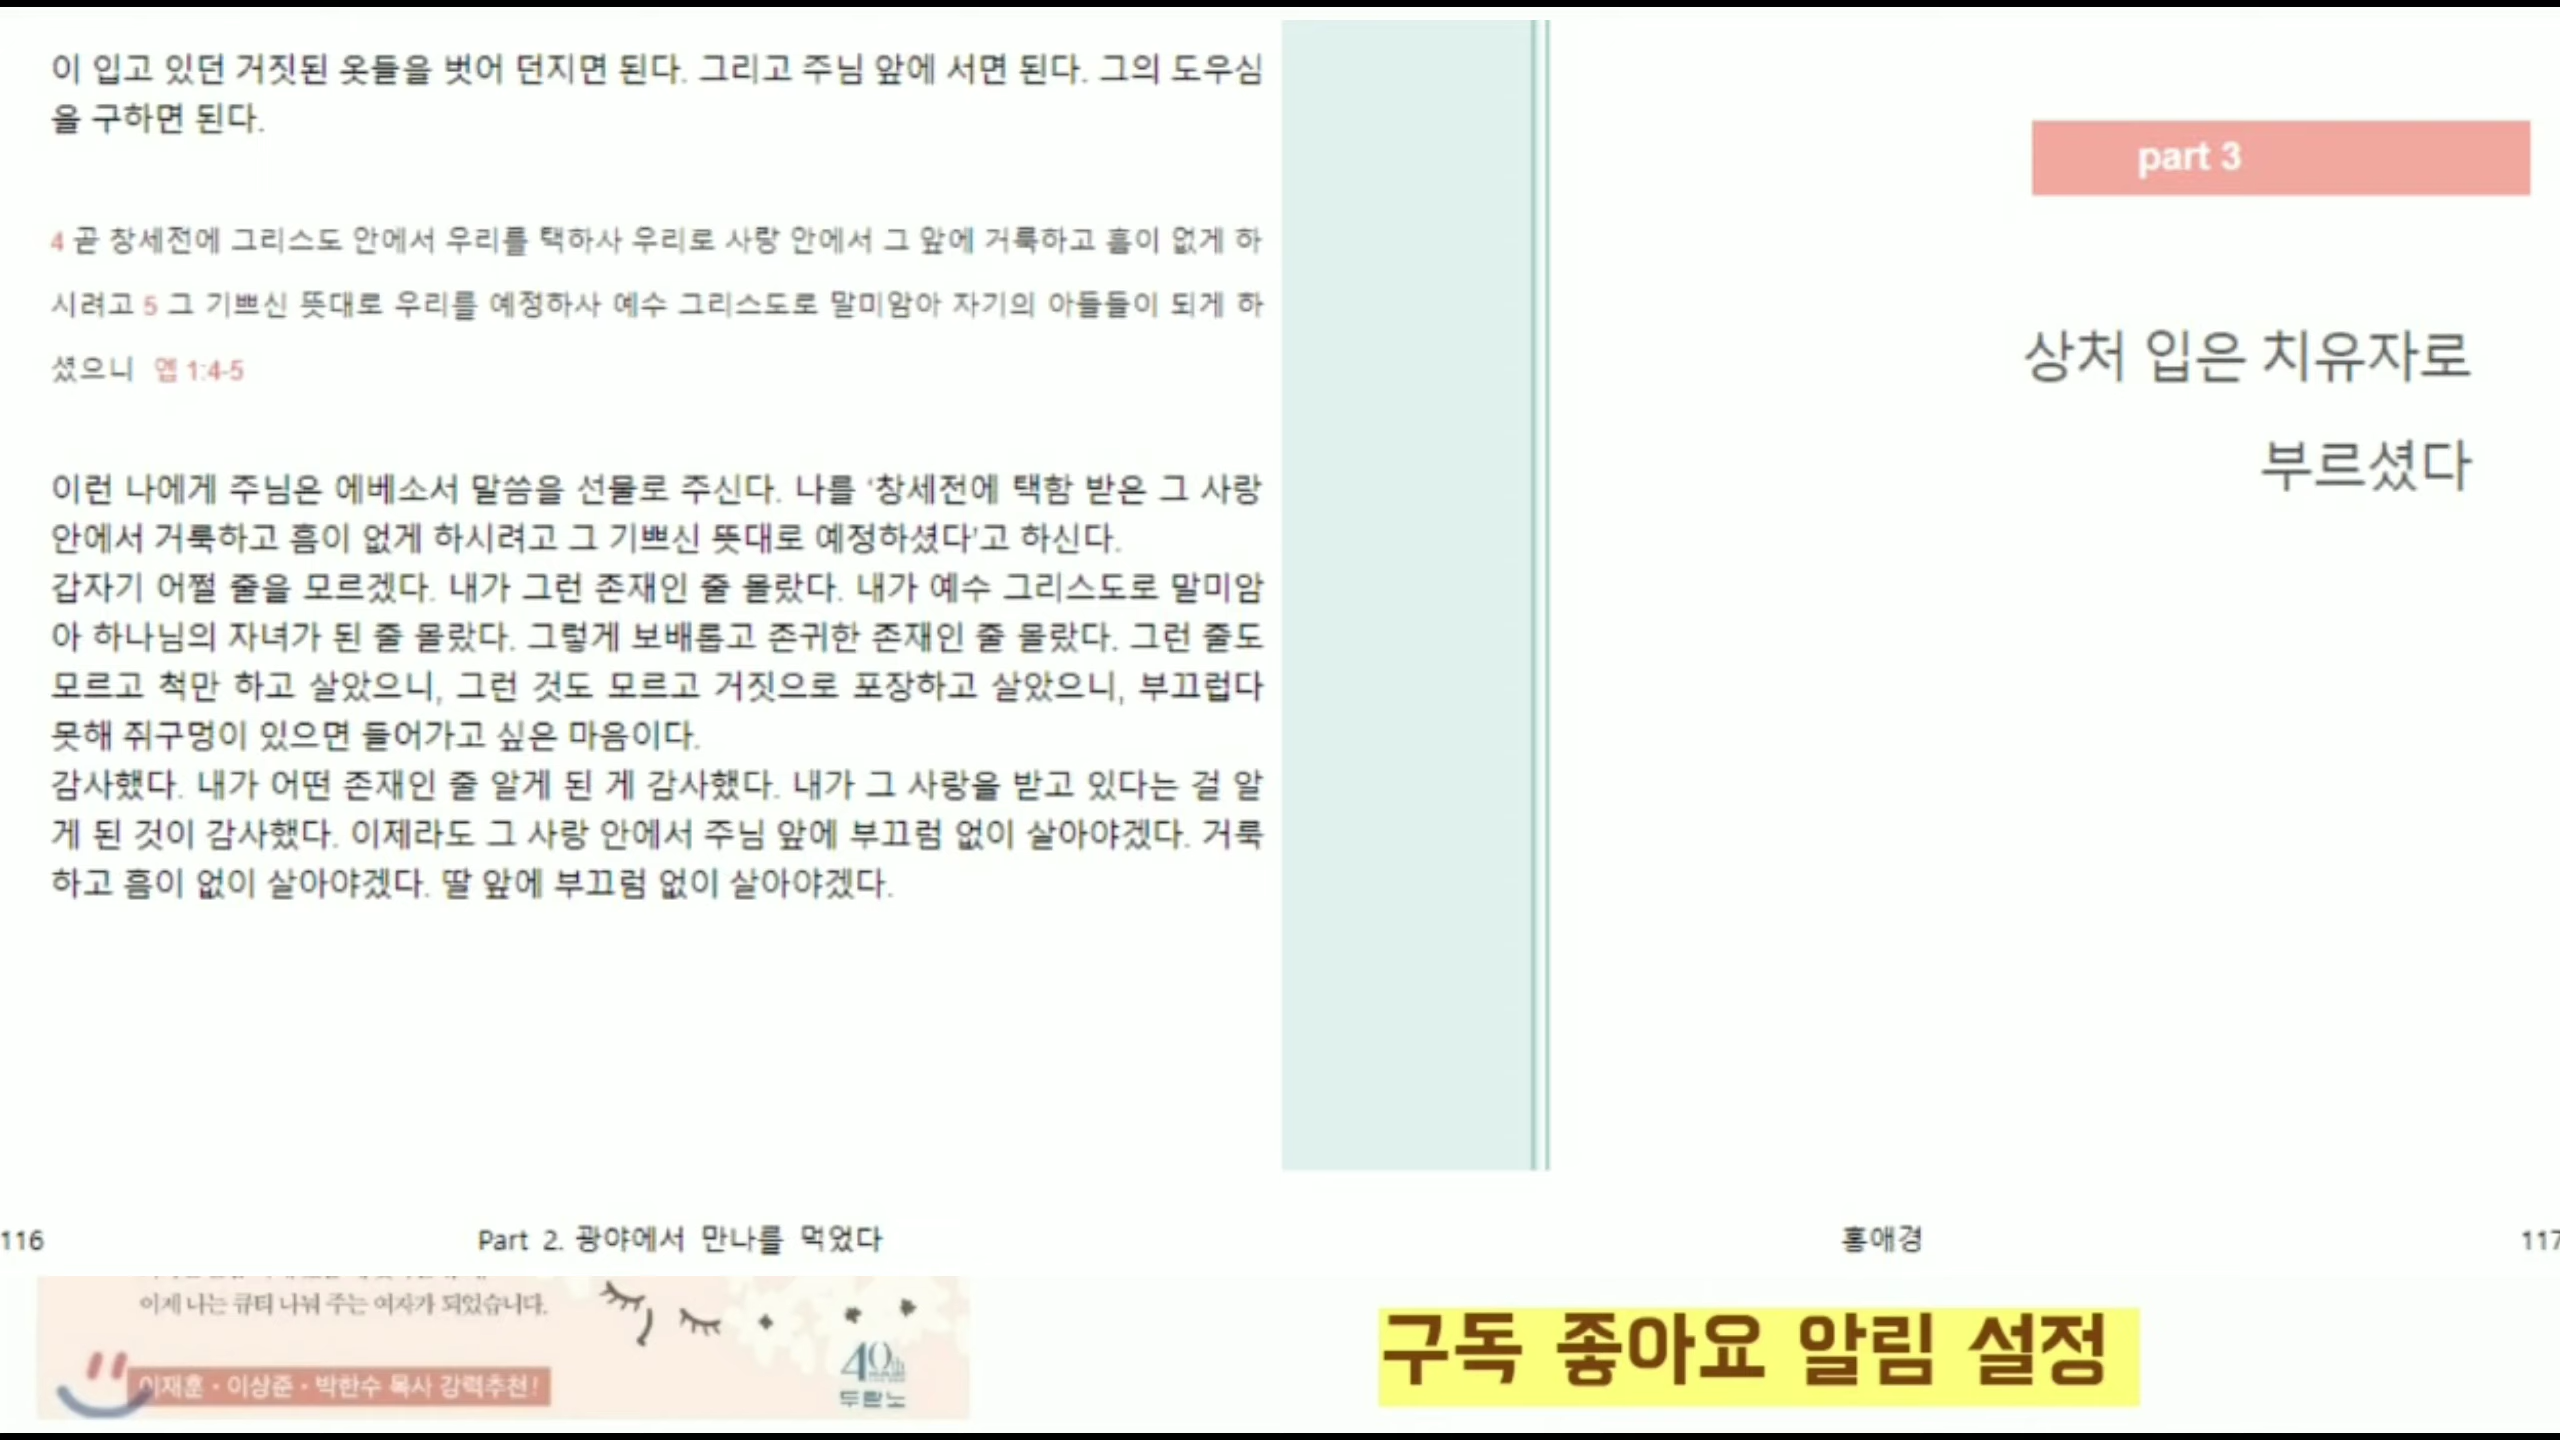 이 입고 있던 거짓된 옷들을 벗어 던지면 된다. 그리고 주님 앞에 서면 된다. 그의 도우심
을 구하면 된다.
4 곧 창세전에 그리스도 안에서 우리를 택하사 우리로 사랑 안에서 그 앞에 거룩하고 흠이 없게 하
시려고 5 그 기쁘신 뜻대로 우리를 예정하사 예수 그리스도로 말미암아 자기의 아들들이 되게 하
셨으니 엡 1:4-5
이런 나에게 주님은 에베소서 말씀을 선물로 주신다. 나를 ‘창세전에 택함 받은 그 사랑
안에서 거룩하고 흠이 없게 하시려고 그 기쁘신 뜻대로 예정하셨다’고 하신다.
갑자기 어쩔 줄을 모르겠다. 내가 그런 존재인 줄 몰랐다. 내가 예수 그리스도로 말미암
아 하나님의 자녀가 된 줄 몰랐다. 그렇게 보배롭고 존귀한 존재인 줄 몰랐다. 그런 줄도
모르고 척만 하고 살았으니, 그런 것도 모르고 거짓으로 포장하고 살았으니, 부끄럽다
못해 쥐구멍이 있으면 들어가고 싶은 마음이다.
감사했다. 내가 어떤 존재인 줄 알게 된 게 감사했다. 내가 그 사랑을 받고 있다는 걸 알
게 된 것이 감사했다. 이제라도 그 사랑 안에서 주님 앞에 부끄럼 없이 살아야겠다. 거룩
하고 흠이 없이 살아야겠다. 딸 앞에 부끄럼 없이 살아야겠다.
116
Part 2. 광야에서 만나를 먹었다
part 3
상처 입은 치유자로
부르셨다
홍애경
117
이제 나는 큐티 나눠 주는 여자가 되었습니다.
이재훈·이상준·박한수 목사 강력추천!
40th
두란노
구독 좋아요 알림 설정